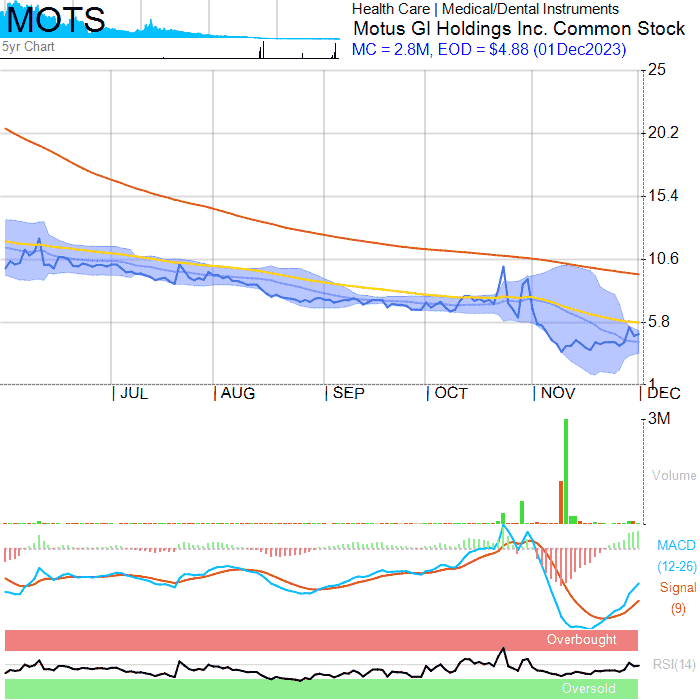 MOTS
5yr Chart
Health Care | Medical/Dental Instruments
Motus GI Holdings Inc. Common Stock
MC = 2.8M, EOD = $4.88 (01Dec2023)
25
20.2
15.4
10.6
5.8
1
JUL AUG SEP OCT NOV DEC
3M
Volume
MACD
(12-26)
Signal
(9)
Overbought
RSI(14)
Oversold